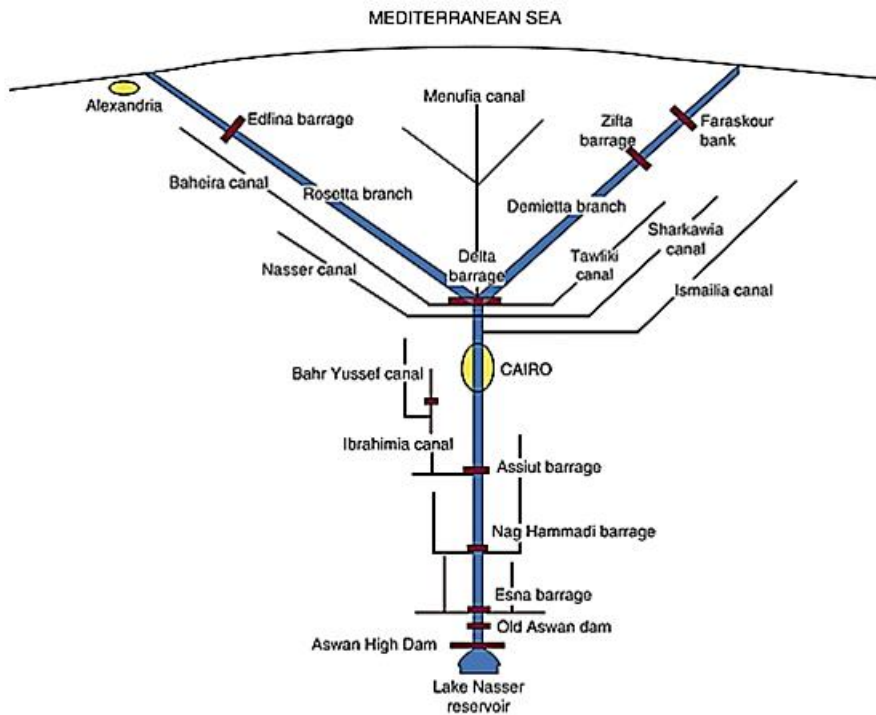 MEDITERRANEAN SEA
Alexandria
Edfina barrage
Menufia canal
Zifta
barrage
Faraskour
bank
Baheira canal
Rosetta branch
Demietta branch
Sharkawia
canal
Nasser canal
Delta
barrage
Tawfiki
canal
Ismailia canal
Bahr Yussef canal
CAIRO
Ibrahimia canal
Assiut barrage
Nag Hammadi barrage
Esna barrage
Old Aswan dam
Aswan High Dam
Lake Nasser
reservoir